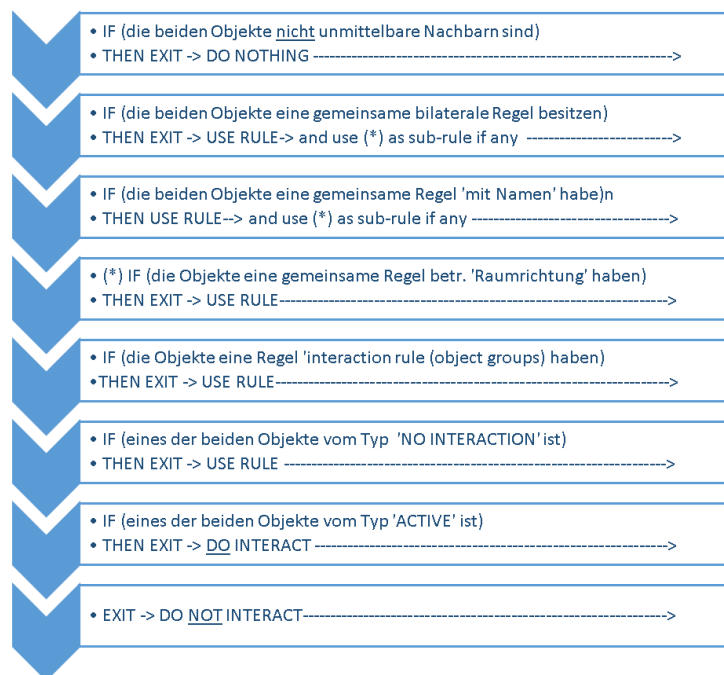 • IF (die beiden Objekte nicht unmittelbare Nachbarn sind)
• THEN EXIT -> DO NOTHING ------------------------------------------------------------------->
• IF (die beiden Objekte eine gemeinsame bilaterale Regel besitzen)
• THEN EXIT -> USE RULE-> and use (*) as sub-rule if any --------------------------->
• IF (die beiden Objekte eine gemeinsame Regel 'mit Namen' habe)n
• THEN USE RULE--> and use (*) as sub-rule if any ------------------------------------->
• (*) IF (die Objekte eine gemeinsame Regel betr. 'Raumrichtung' haben)
• THEN EXIT -> USE RULE------------------------------------------------------------------------->
• IF (die Objekte eine Regel 'interaction rule (object groups) haben)
•THEN EXIT -> USE RULE-------------------------------------------------------------------------->
• IF (eines der beiden Objekte vom Typ 'NO INTERACTION' ist)
• THEN EXIT -> USE RULE ------------------------------------------------------------------------>
• IF (eines der beiden Objekte vom Typ 'ACTIVE' ist)
• THEN EXIT -> DO INTERACT ------------------------------------------------------------------>
• EXIT -> DO NOT INTERACT-------------------------------------------------------------------->